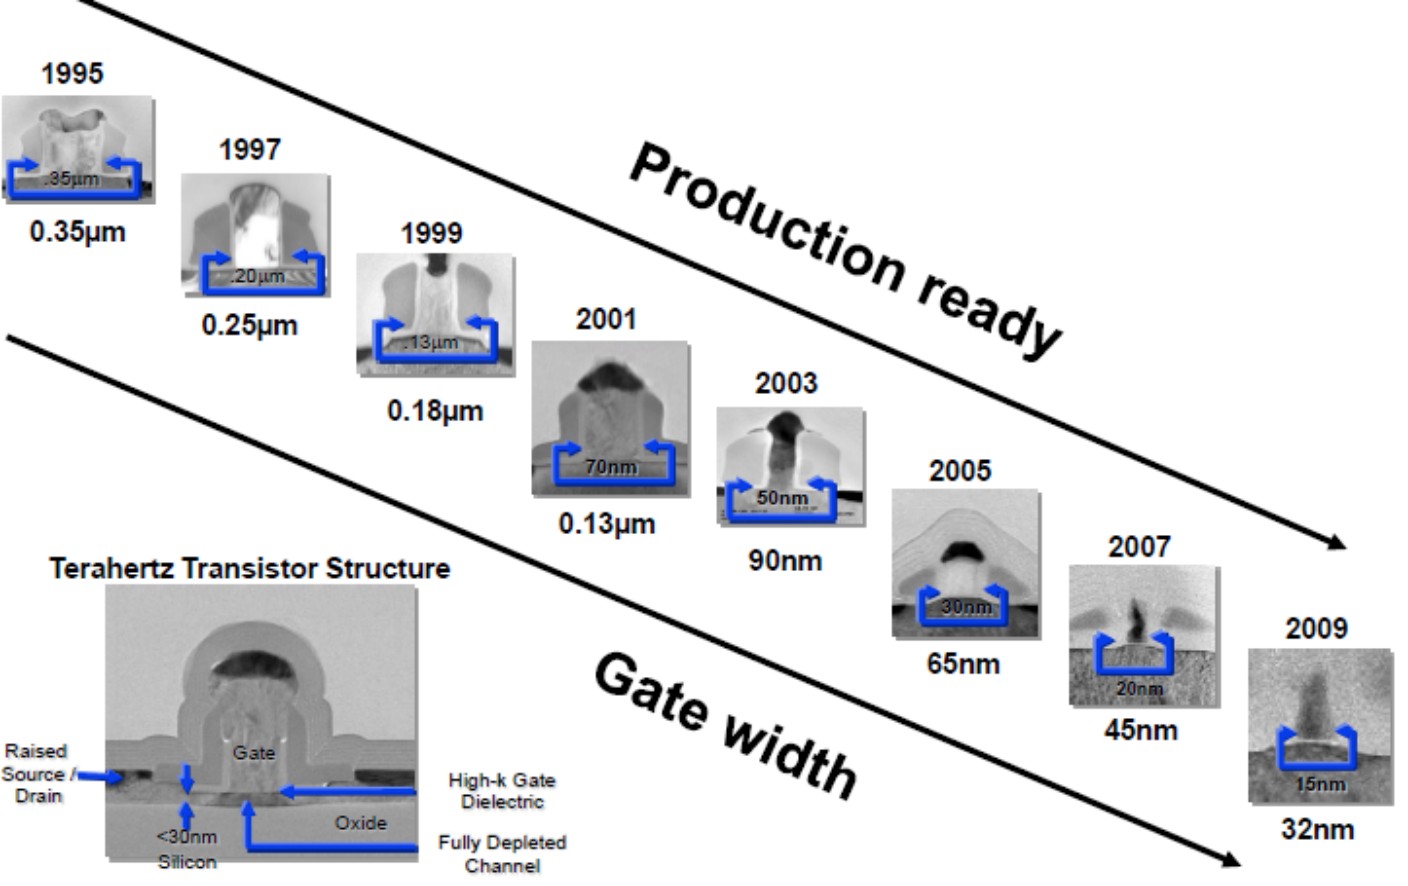 1995
.35µm
0.35µm
1997
.20µm
0.25µm
1999
.13µm
0.18µm
2001
70nm
0.13µm
2003
50nm
90nm
2005
30nm
65nm
2007
20nm
45nm
2009
15nm
32nm
Production ready
Gate width
Terahertz Transistor Structure
Gate
Raised
Source /
Drain
<30nm
Silicon
Oxide
High-k Gate
Dielectric
Fully Depleted
Channel